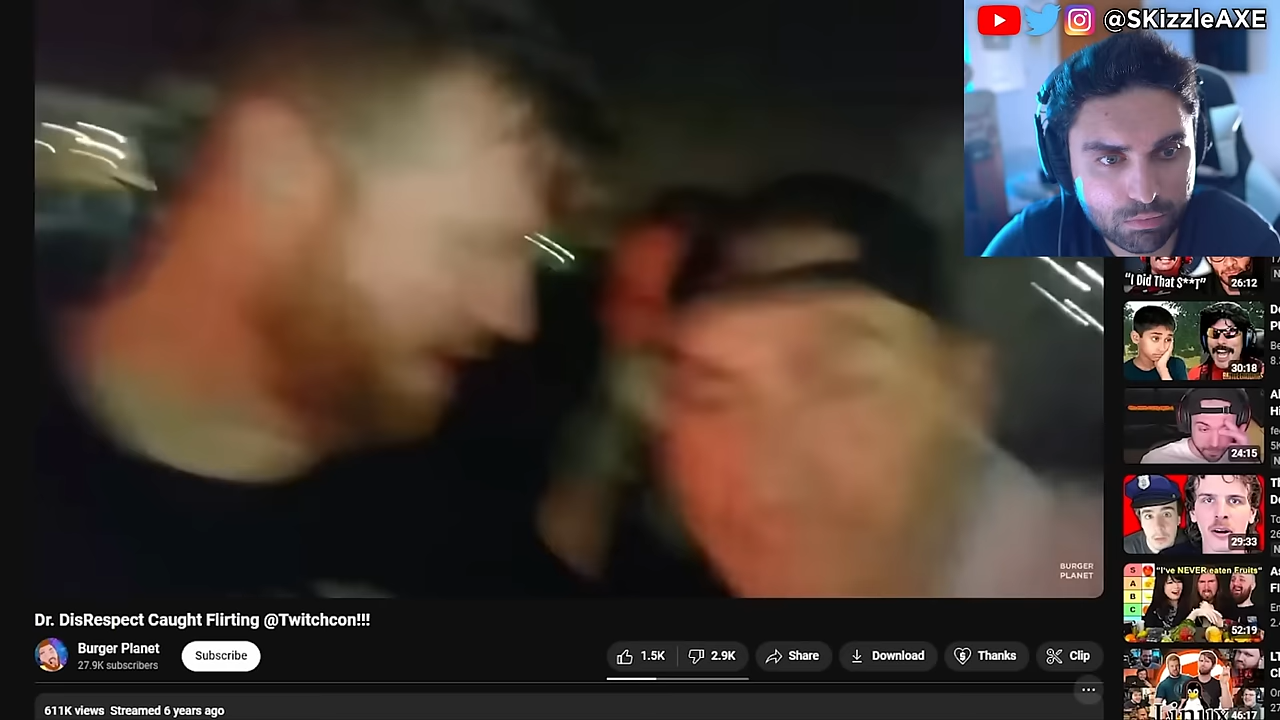 @SKizzleAXE
"I Did That S**T"
26:12
30:18
24:15
29:33
"I've NEVER eaten Fruits"
S
A
B
C
52:19
Linux
46:17
BURGER
PLANET
Dr. DisRespect Caught Flirting @Twitchcon!!!
Burger Planet
27.9K subscribers
Subscribe
1.5K
2.9K
Share
Download
Thanks
Clip
611K views Streamed 6 years ago